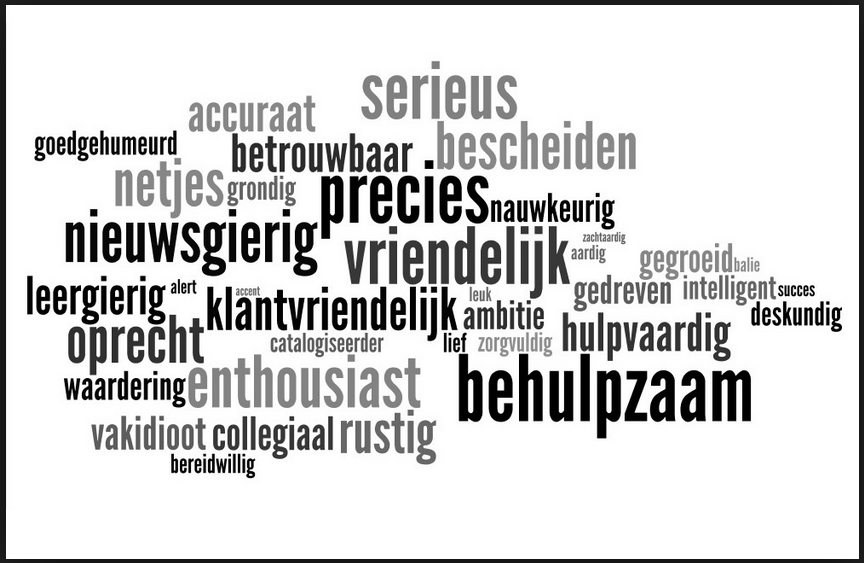 serieus
accuraat
goedgehumeurd
betrouwbaar
bescheiden
netjes
grondig
precies
nauwkeurig
nieuwsgierig
vriendelijk
zachtaardig
aardig
gegroeid
balie
leergierig
alert
accent
klantvriendelijk
leuk
ambitie
gedreven
intelligent
succes
deskundig
oprecht
catalogiseerder
lief
zorgvuldig
hulpvaardig
waardering
enthousiast
behulpzaam
vakidioot
collegiaal
rustig
bereidwillig